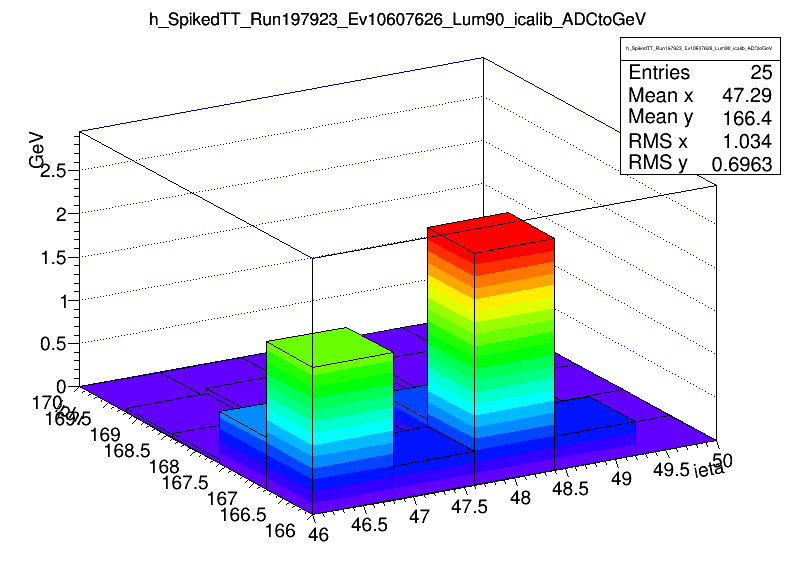 h_SpikedTT_Run197923_Ev10607626_Lum90_icalib_ADCtoGeV
h_SpikedTT_Run197923_Ev10607626_Lum90_icalib_ADCtoGeV
Entries 25
Mean x 47.29
Mean y 166.4
RMS x 1.034
RMS y 0.6963
GeV
2.5
2
1.5
1
0.5
0
170
169.5
169
168.5
168
167.5
167
166.5
166
46
46.5
47
47.5
48
48.5
49
49.5
50
ieta